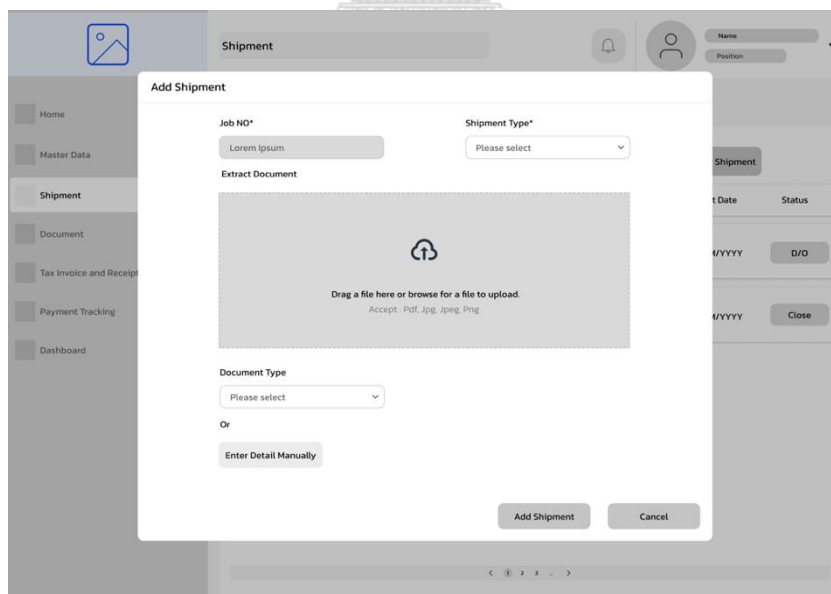 Shipment
Name
Position
Add Shipment
Home
Master Data
Shipment
Document
Tax Invoice and Receipt
Payment Tracking
Dashboard
Job NO*
Shipment Type*
Lorem Ipsum
Please select
Extract Document
Drag a file here or browse for a file to upload.
Accept : Pdf, Jpg, Jpeg, Png
Document Type
Please select
Or
Enter Detail Manually
Add Shipment
Cancel
Shipment
t Date
Status
/YYYY
D/O
/YYYY
Close
< 1 2 3 ... >